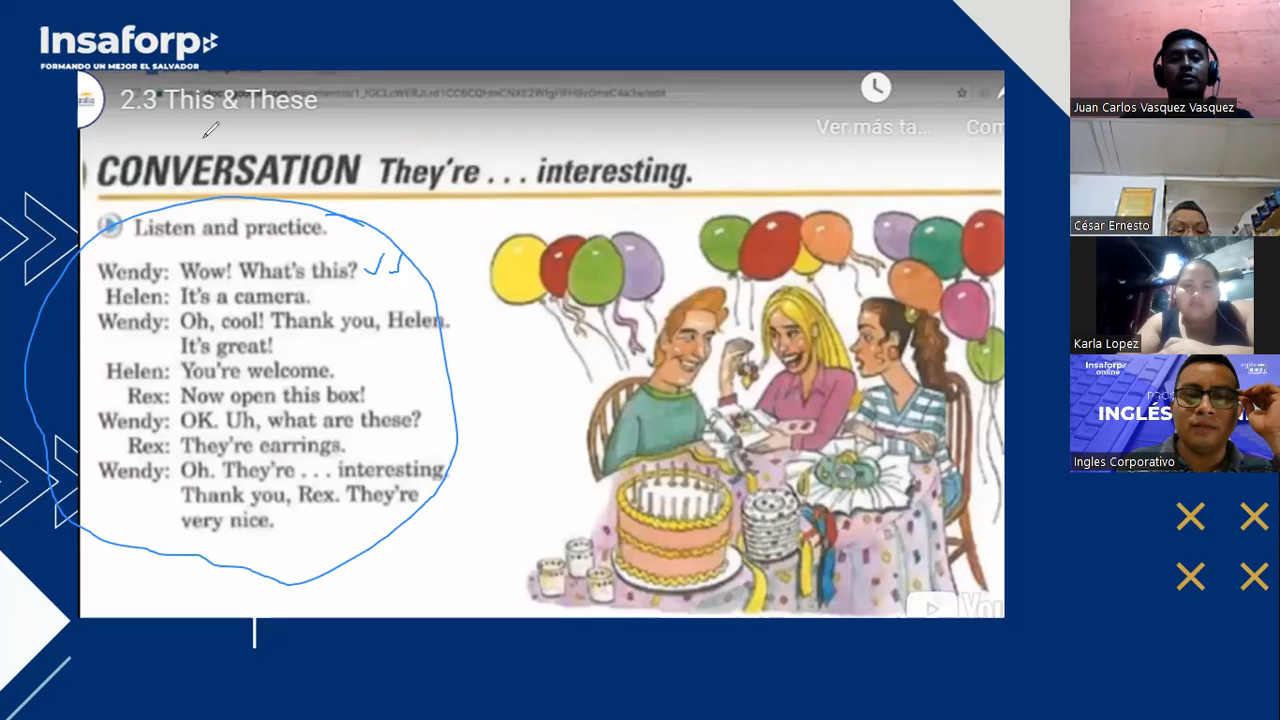 Insaforp
FORMANDO UN MEJOR EL SALVADOR
2.3 This & These
Ver más ta...
CONVERSATION They're . . . interesting.
Listen and practice.
Wendy: Wow! What's this?
Helen: It's a camera.
Wendy: Oh, cool! Thank you, Helen.
It's great!
Helen: You're welcome.
Rex: Now open this box!
Wendy: OK. Uh, what are these?
Rex: They're earrings.
Wendy: Oh. They're . . . interesting
Thank you, Rex. They're
very nice.
Juan Carlos Vasquez Vasquez
César Ernesto
Karla Lopez
Insaforp
online
INGLÉS
Ingles Corporativo